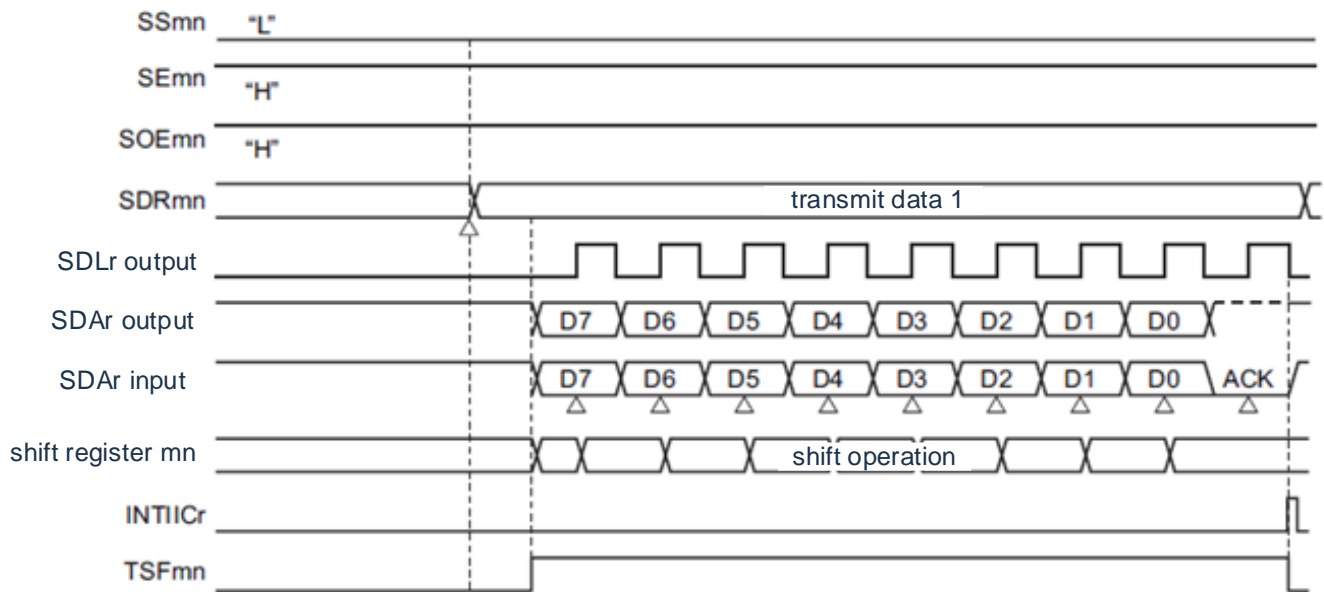 SSmn "L"
SEmn "H"
SOEmn "H"
SDRmn transmit data 1
SDLr output
SDAr output D7 D6 D5 D4 D3 D2 D1 D0
SDAr input D7 D6 D5 D4 D3 D2 D1 D0 ACK
shift register mn shift operation
INTIICr
TSFmn